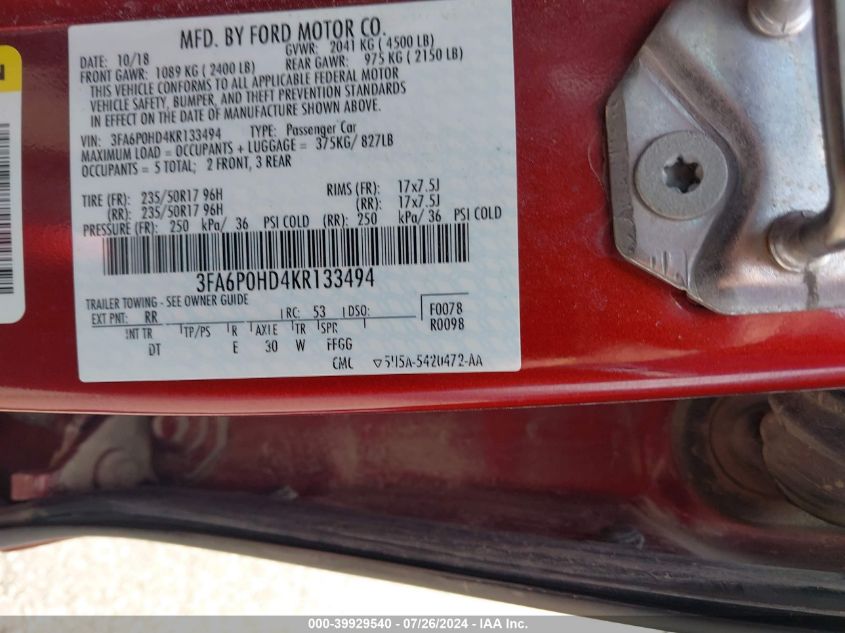 MFD. BY FORD MOTOR CO.
DATE: 10/18 GVWR: 2041 KG ( 4500 LB)
FRONT GAWR: 1089 KG ( 2400 LB) REAR GAWR: 975 KG ( 2150 LB)
THIS VEHICLE CONFORMS TO ALL APPLICABLE FEDERAL MOTOR
VEHICLE SAFETY, BUMPER, AND THEFT PREVENTION STANDARDS
IN EFFECT ON THE DATE OF MANUFACTURE SHOWN ABOVE.
VIN: 3FA6P0HD4KR133494 TYPE: Passenger Car
MAXIMUM LOAD = OCCUPANTS + LUGGAGE = 375KG/ 827LB
OCCUPANTS = 5 TOTAL; 2 FRONT, 3 REAR
TIRE (FR): 235/50R17 96H RIMS (FR): 17x7.5J
(RR): 235/50R17 96H (RR): 17x7.5J
PRESSURE (FR): 250 kPa/ 36 PSI COLD (RR): 250 kPa/ 36 PSI COLD
3FA6P0HD4KR133494
TRAILER TOWING - SEE OWNER GUIDE
EXT PNT: RR RC: 53 DSO: F0078
R0098
INT TR TP/PS R AXLE TR SPR
DT E 30 W FFGG
000-39929540 - 07/26/2024 - IAA Inc.